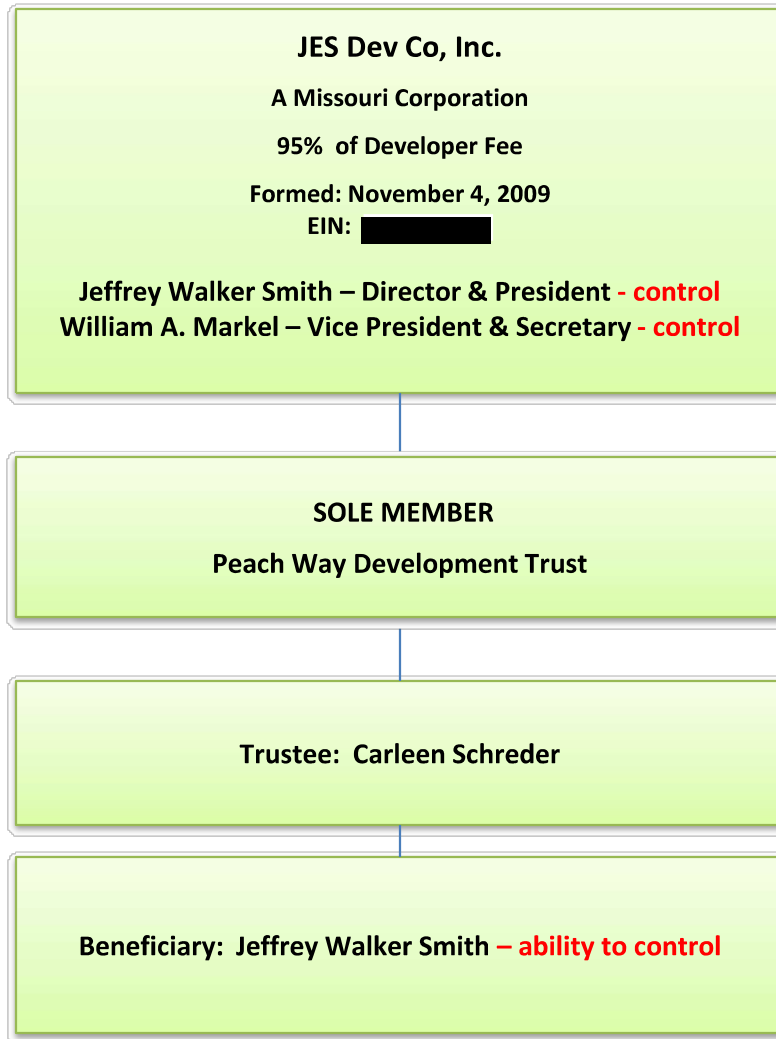 JES Dev Co, Inc.
A Missouri Corporation
95% of Developer Fee
Formed: November 4, 2009
EIN:
Jeffrey Walker Smith – Director & President - control
William A. Markel – Vice President & Secretary - control
SOLE MEMBER
Peach Way Development Trust
Trustee: Carleen Schreder
Beneficiary: Jeffrey Walker Smith – ability to control